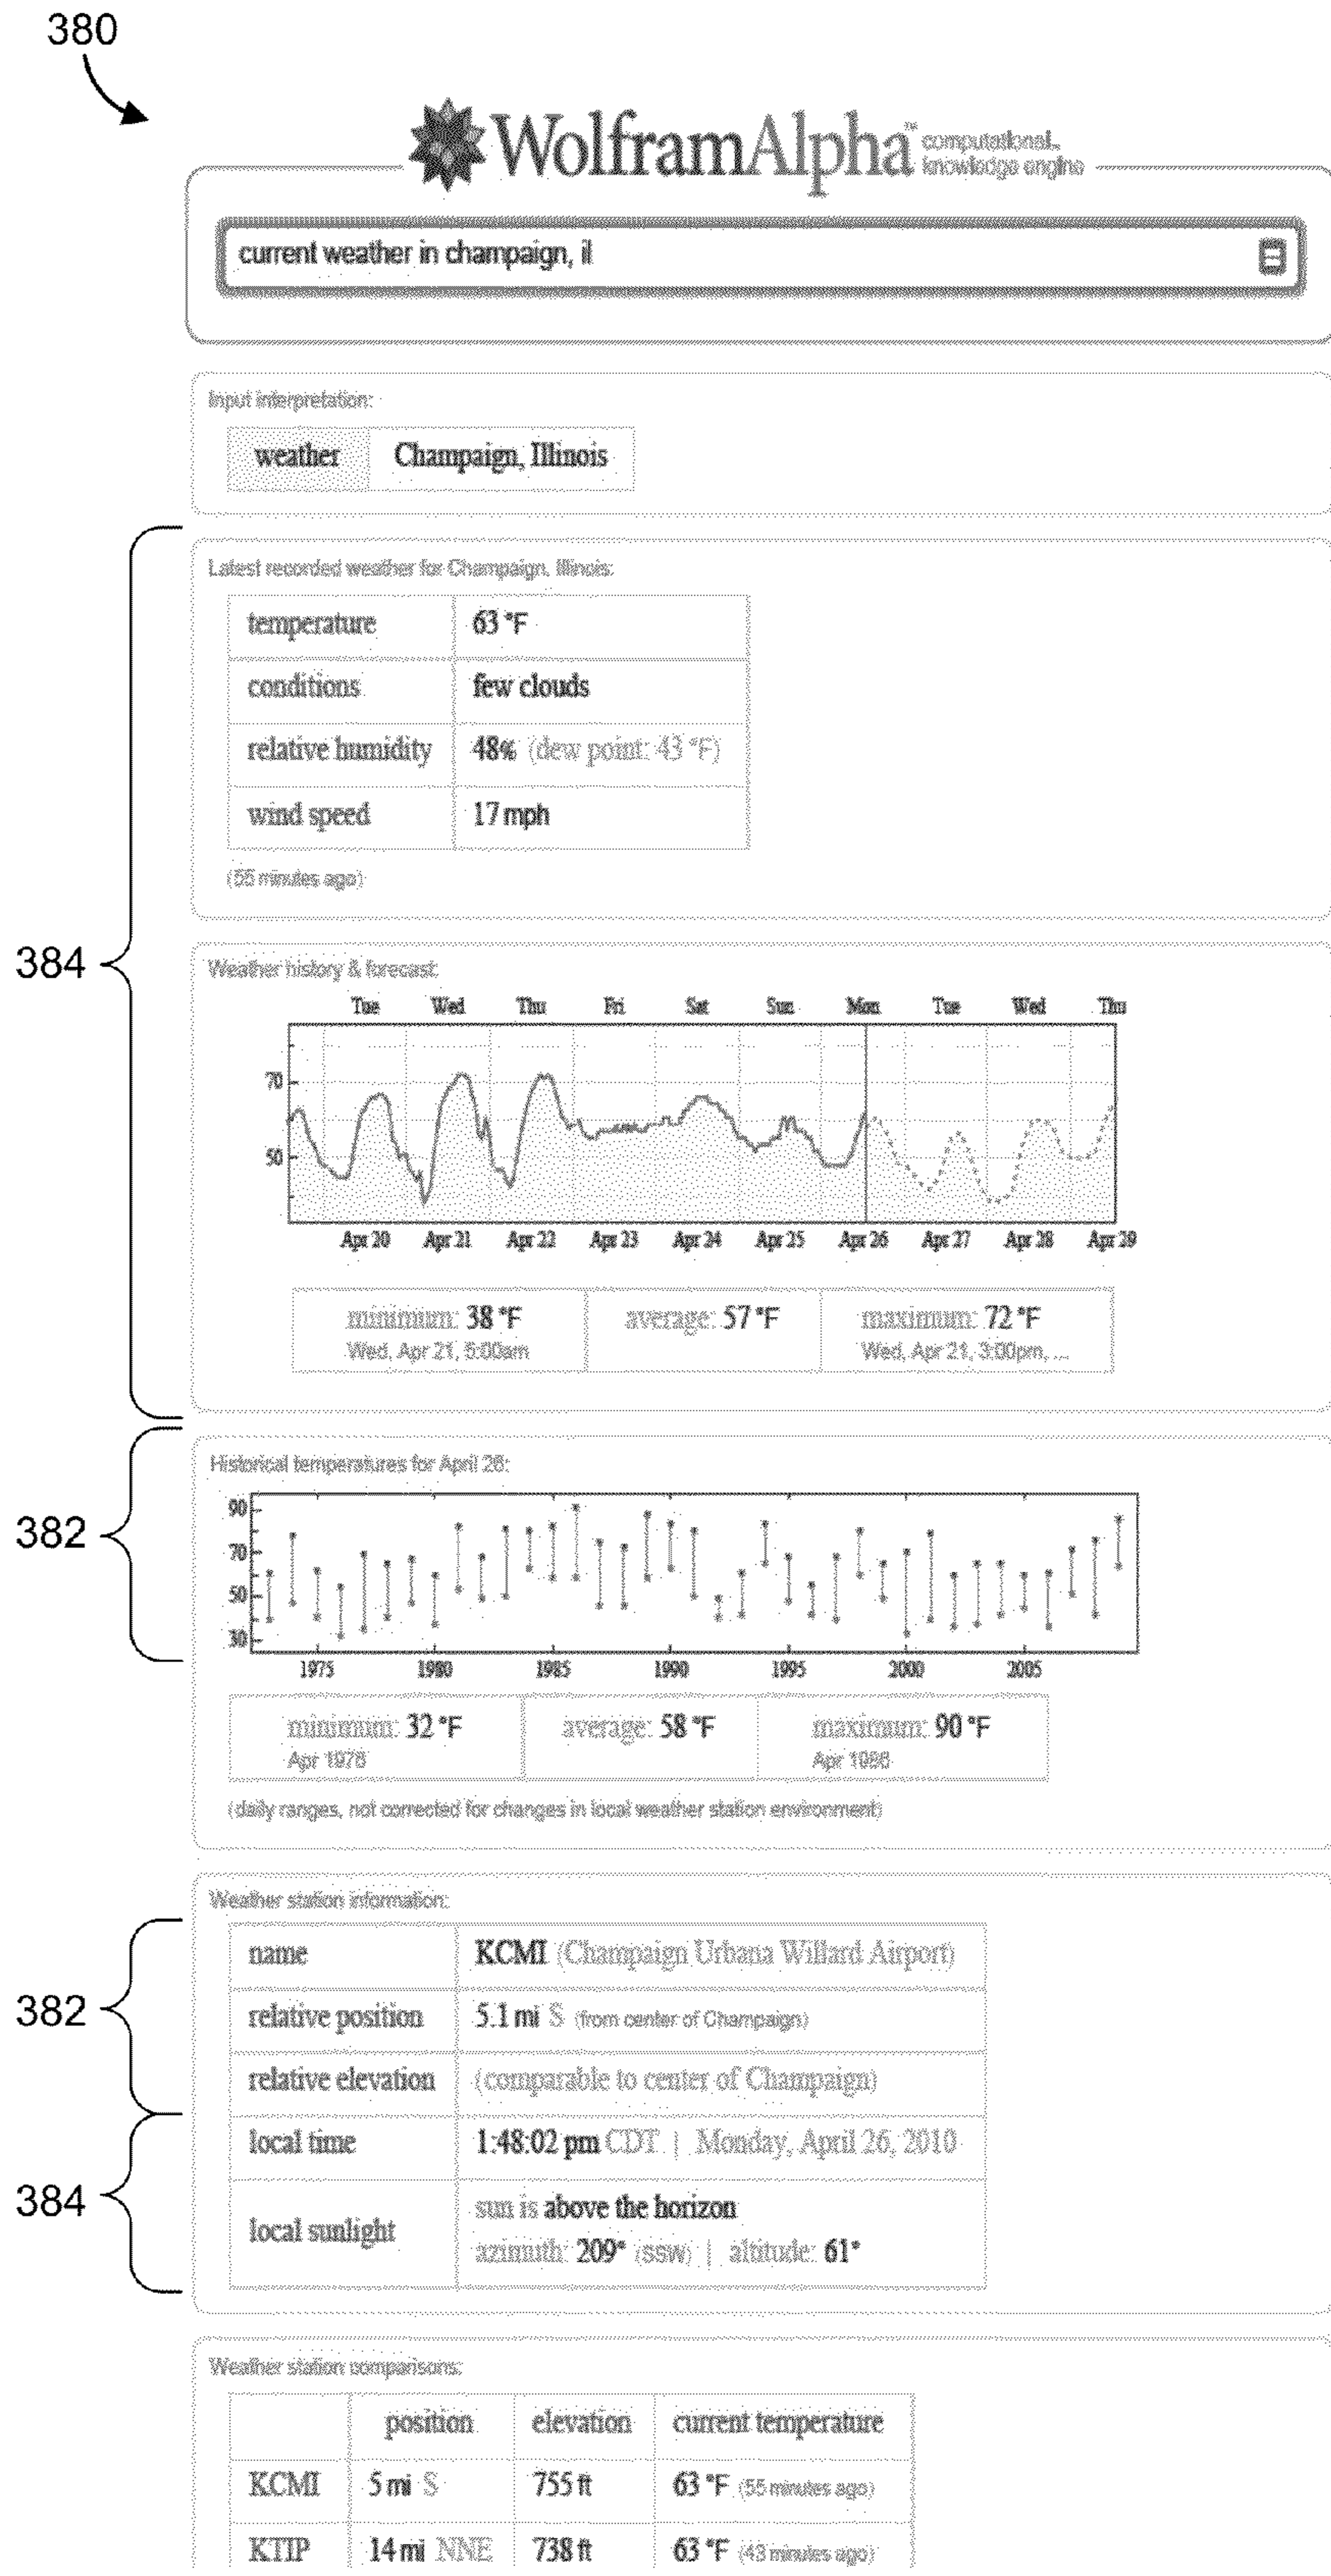 380
WolframAlpha™ computational
knowledge engine
current weather in champaign, il
Input interpretation:
weather Champaign, Illinois
Latest recorded weather for Champaign, Illinois:
temperature 63 °F
conditions few clouds
relative humidity 48% (dew point: 43 °F)
wind speed 17 mph
(55 minutes ago)
384
Weather history & forecast:
Tue Wed Thu Fri Sat Sun Mon Tue Wed Thu
70
50
Apr 20 Apr 21 Apr 22 Apr 23 Apr 24 Apr 25 Apr 26 Apr 27 Apr 28 Apr 29
minimum: 38 °F average: 57 °F maximum: 72 °F
Wed, Apr 21, 5:00am Wed, Apr 21, 3:00pm, ...
Historical temperatures for April 26:
382
90
70
50
30
1975 1980 1985 1990 1995 2000 2005
minimum: 32 °F average: 58 °F maximum: 90 °F
Apr 1976 Apr 1986
(daily ranges, not corrected for changes in local weather station environment)
Weather station information:
382
name KCMI (Champaign Urbana Willard Airport)
relative position 5.1 mi S (from center of Champaign)
relative elevation (comparable to center of Champaign)
384
local time 1:48:02 pm CDT | Monday, April 26, 2010
local sunlight sun is above the horizon
azimuth: 209° (SSW) | altitude: 61°
Weather station comparisons:
position elevation current temperature
KCMI 5 mi S 755 ft 63 °F (55 minutes ago)
KTIP 14 mi NNE 738 ft 63 °F (43 minutes ago)